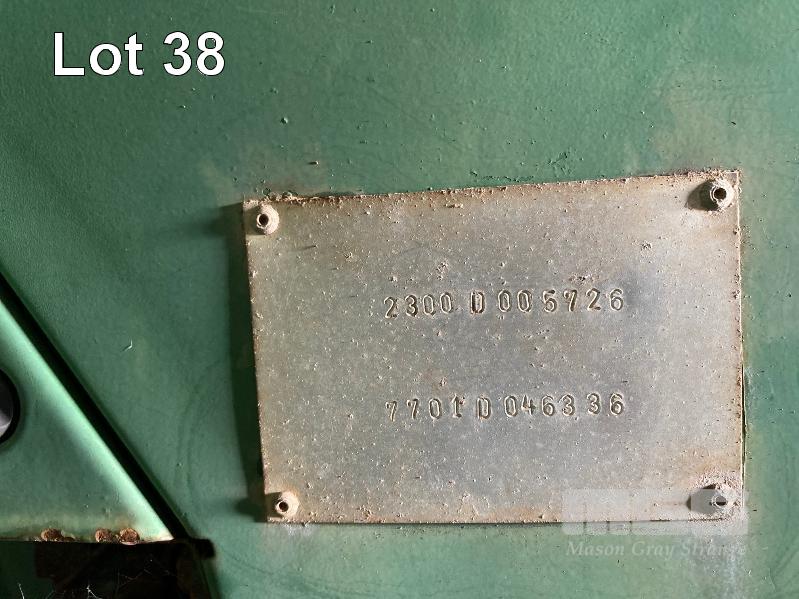 Lot 38
2300 D 005726
7701 D 046336
Mason Gray Strange